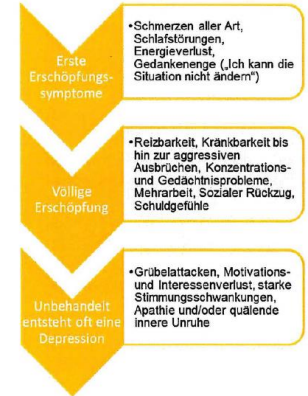 Erste
Erschöpfungs-
symptome
•Schmerzen aller Art,
Schlafstörungen,
Energieverlust,
Gedankenenge („Ich kann die
Situation nicht ändern“)
Völlige
Erschöpfung
•Reizbarkeit, Kränkbarkeit bis
hin zur aggressiven
Ausbrüchen, Konzentrations-
und Gedächtnisprobleme,
Mehrarbeit, Sozialer Rückzug,
Schuldgefühle
Unbehandelt
entsteht oft eine
Depression
•Grübelattacken, Motivations-
und Interessenverlust, starke
Stimmungsschwankungen,
Apathie und/oder quälende
innere Unruhe